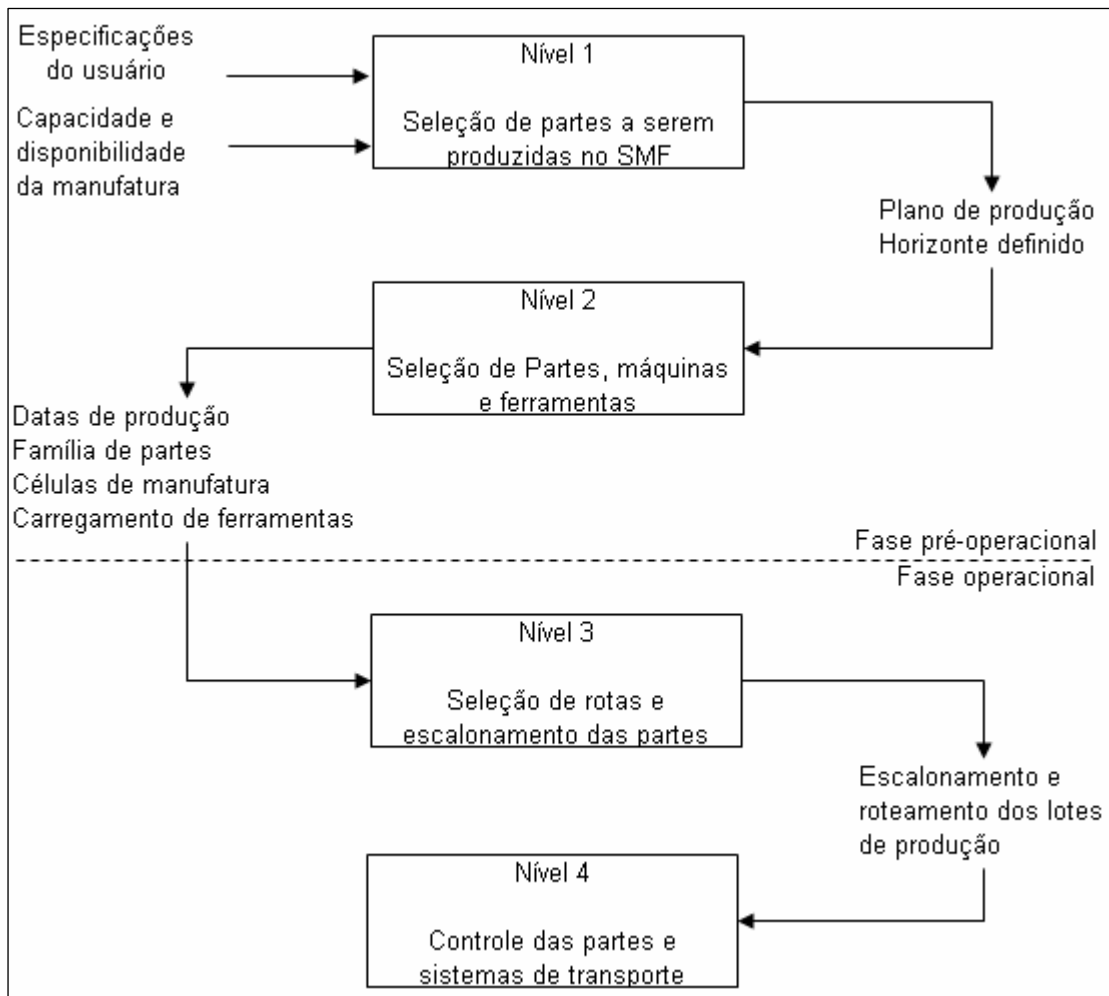 Especificações
do usuário
Capacidade e
disponibilidade
da manufatura
Nível 1
Seleção de partes a serem
produzidas no SMF
Plano de produção
Horizonte definido
Nível 2
Seleção de Partes, máquinas
e ferramentas
Datas de produção
Família de partes
Células de manufatura
Carregamento de ferramentas
Fase pré-operacional
Fase operacional
Nível 3
Seleção de rotas e
escalonamento das partes
Escalonamento e
roteamento dos lotes
de produção
Nível 4
Controle das partes e
sistemas de transporte